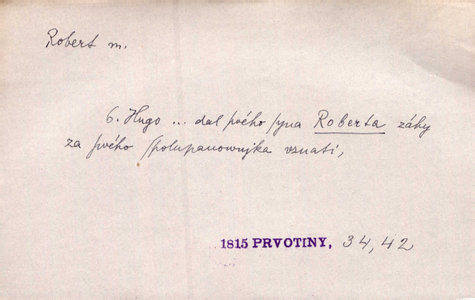 Robert m.
6. Hugo ... dal swého syna Roberta záhy
za swého spolupanownjka vznati,
1815 PRVOTINY, 34,42